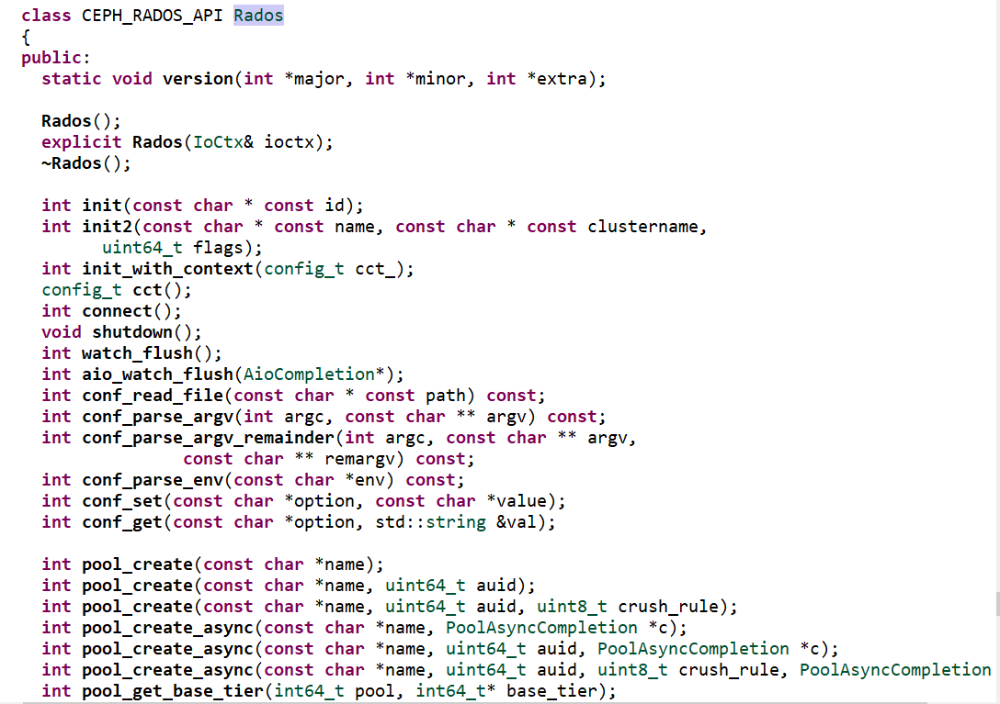 class CEPH_RADOS_API Rados
{
public:
  static void version(int *major, int *minor, int *extra);

  Rados();
  explicit Rados(IoCtx& ioctx);
  ~Rados();

  int init(const char * const id);
  int init2(const char * const name, const char * const clustername,
        uint64_t flags);
  int init_with_context(config_t cct_);
  config_t cct();
  int connect();
  void shutdown();
  int watch_flush();
  int aio_watch_flush(AioCompletion*);
  int conf_read_file(const char * const path) const;
  int conf_parse_argv(int argc, const char ** argv) const;
  int conf_parse_argv_remainder(int argc, const char ** argv,
                const char ** remargv) const;
  int conf_parse_env(const char *env) const;
  int conf_set(const char *option, const char *value);
  int conf_get(const char *option, std::string &val);

  int pool_create(const char *name);
  int pool_create(const char *name, uint64_t auid);
  int pool_create(const char *name, uint64_t auid, uint8_t crush_rule);
  int pool_create_async(const char *name, PoolAsyncCompletion *c);
  int pool_create_async(const char *name, uint64_t auid, PoolAsyncCompletion *c);
  int pool_create_async(const char *name, uint64_t auid, uint8_t crush_rule, PoolAsyncCompletion
  int pool_get_base_tier(int64_t pool, int64_t* base_tier);